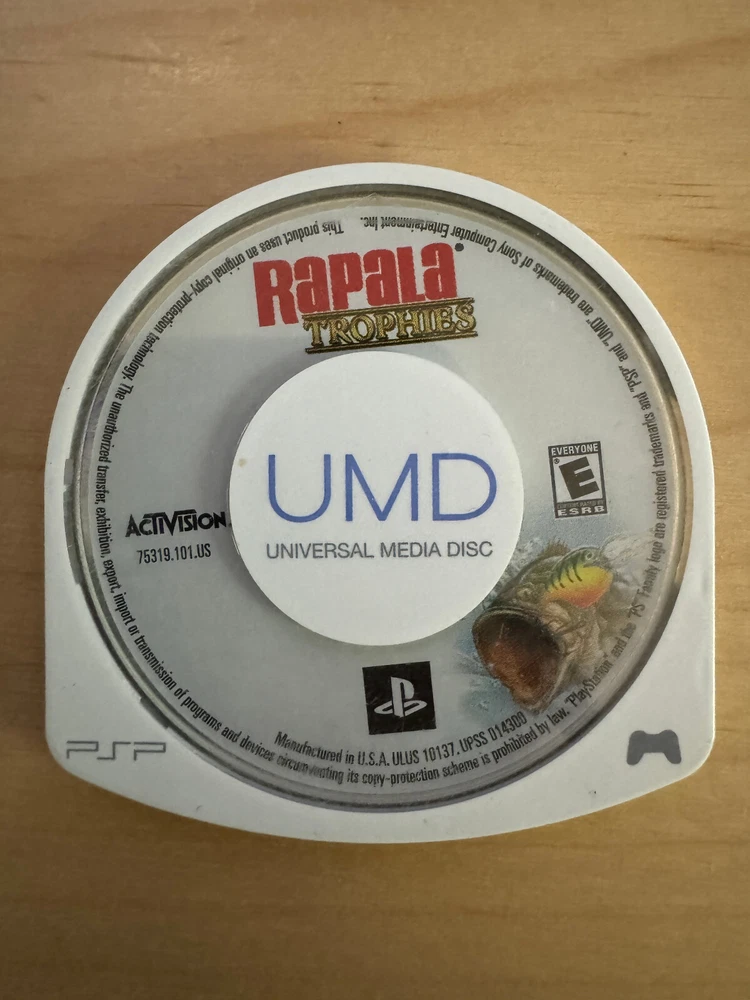 Rapala®
TROPHIES
UMD
UNIVERSAL MEDIA DISC
ACTIVISION
75319.101.US
EVERYONE
E
CONTENT RATED BY
ESRB
Manufactured in U.S.A. ULUS 10137. UPSS 014300
This product uses an original copy-protection technology. The unauthorized transfer, exhibition, export, import or transmission of programs and devices circumventing its copy-protection scheme is prohibited by law. "PlayStation" and the "PS" Family logo are registered trademarks and "PSP" and "UMD" are trademarks of Sony Computer Entertainment Inc.
PSP